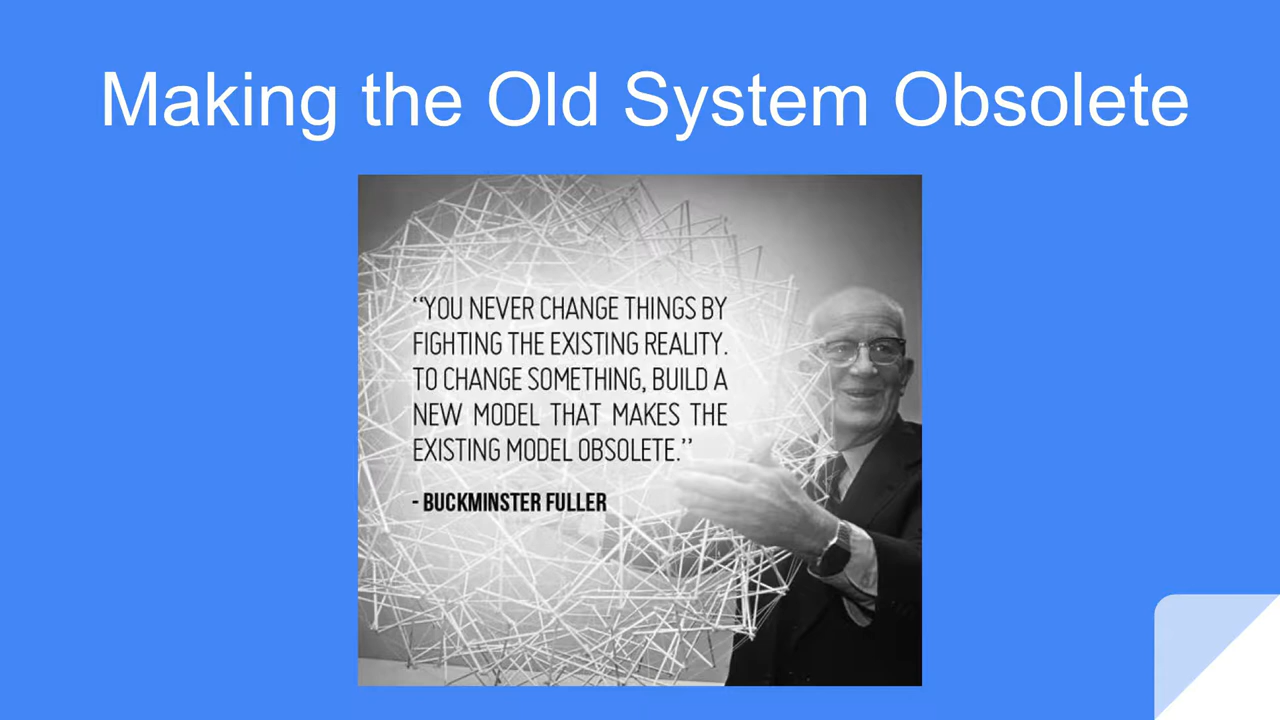 Making the Old System Obsolete
“YOU NEVER CHANGE THINGS BY
FIGHTING THE EXISTING REALITY.
TO CHANGE SOMETHING, BUILD A
NEW MODEL THAT MAKES THE
EXISTING MODEL OBSOLETE.”
- BUCKMINSTER FULLER